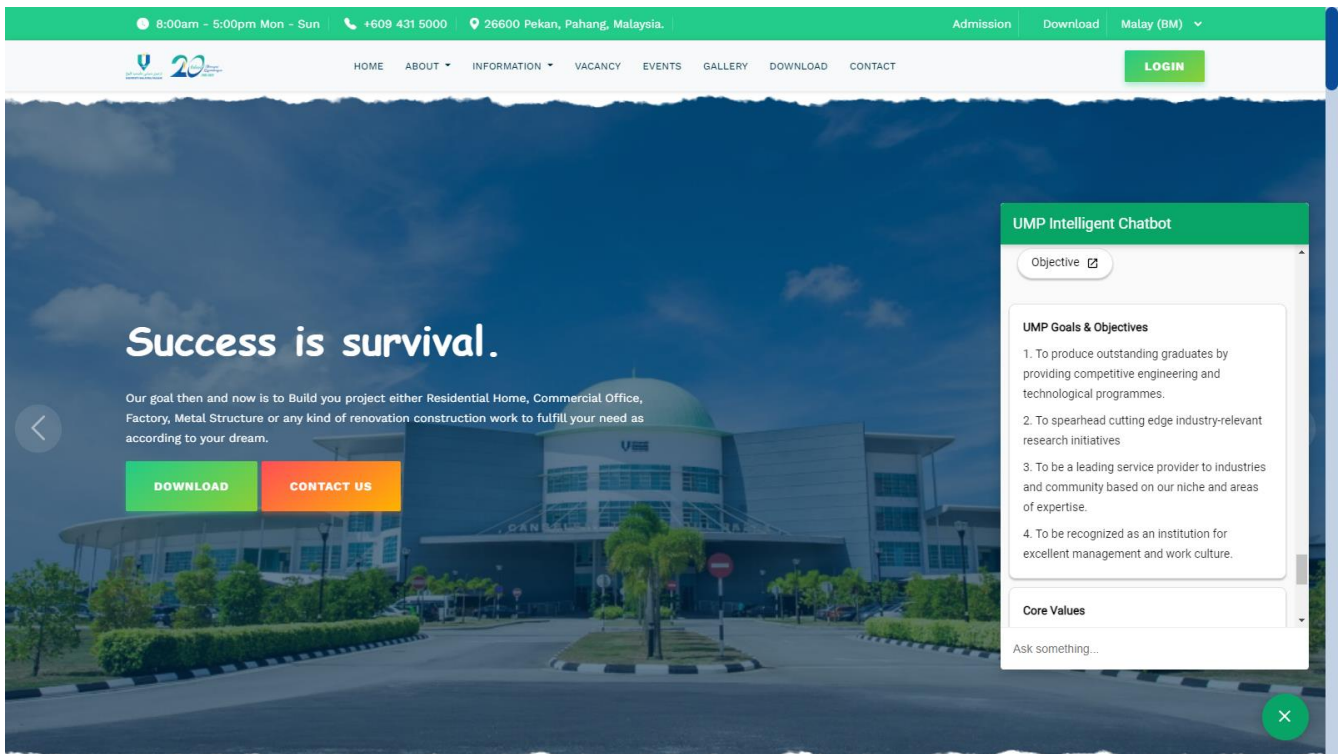 8:00am - 5:00pm Mon - Sun +609 431 5000 26600 Pekan, Pahang, Malaysia. Admission Download Malay (BM)
20
HOME ABOUT INFORMATION VACANCY EVENTS GALLERY DOWNLOAD CONTACT
LOGIN
Success is survival.
Our goal then and now is to Build you project either Residential Home, Commercial Office,
Factory, Metal Structure or any kind of renovation construction work to fulfill your need as
according to your dream.
DOWNLOAD CONTACT US
UMP Intelligent Chatbot
Objective
UMP Goals & Objectives
1. To produce outstanding graduates by
providing competitive engineering and
technological programmes.
2. To spearhead cutting edge industry-relevant
research initiatives
3. To be a leading service provider to industries
and community based on our niche and areas
of expertise.
4. To be recognized as an institution for
excellent management and work culture.
Core Values
Ask something...